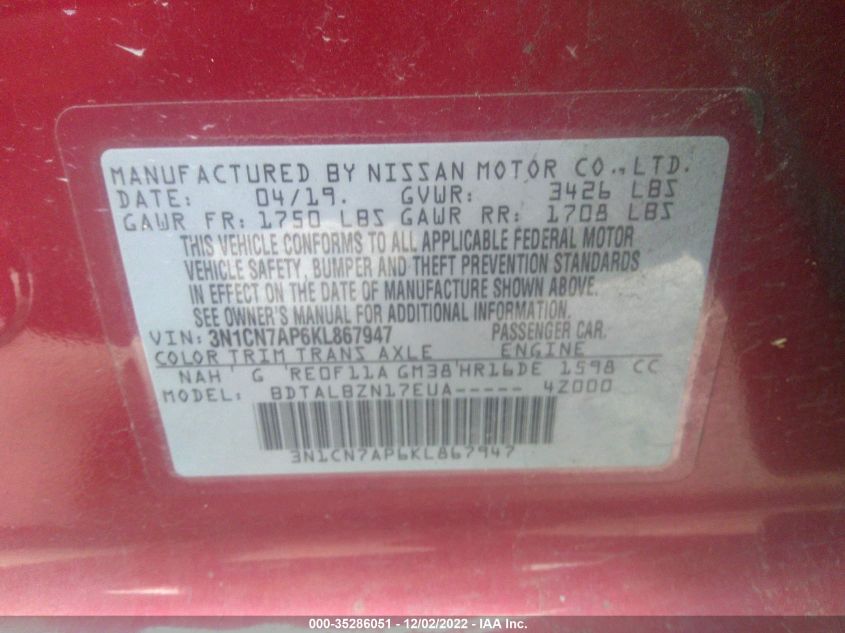 MANUFACTURED BY NISSAN MOTOR CO., LTD.
DATE: 04/19. GVWR: 3426 LBS
GAWR FR: 1750 LBS GAWR RR: 1708 LBS
THIS VEHICLE CONFORMS TO ALL APPLICABLE FEDERAL MOTOR
VEHICLE SAFETY, BUMPER AND THEFT PREVENTION STANDARDS
IN EFFECT ON THE DATE OF MANUFACTURE SHOWN ABOVE.
SEE OWNER'S MANUAL FOR ADDITIONAL INFORMATION.
VIN: 3N1CN7AP6KL867947 PASSENGER CAR.
COLOR TRIM TRANS AXLE ENGINE
NAH G RE0F11A GM38 HR16DE 1598 CC
MODEL: BDTALBZN17EUA----- 4Z000
3N1CN7AP6KL867947
000-35286051 - 12/02/2022 - IAA Inc.